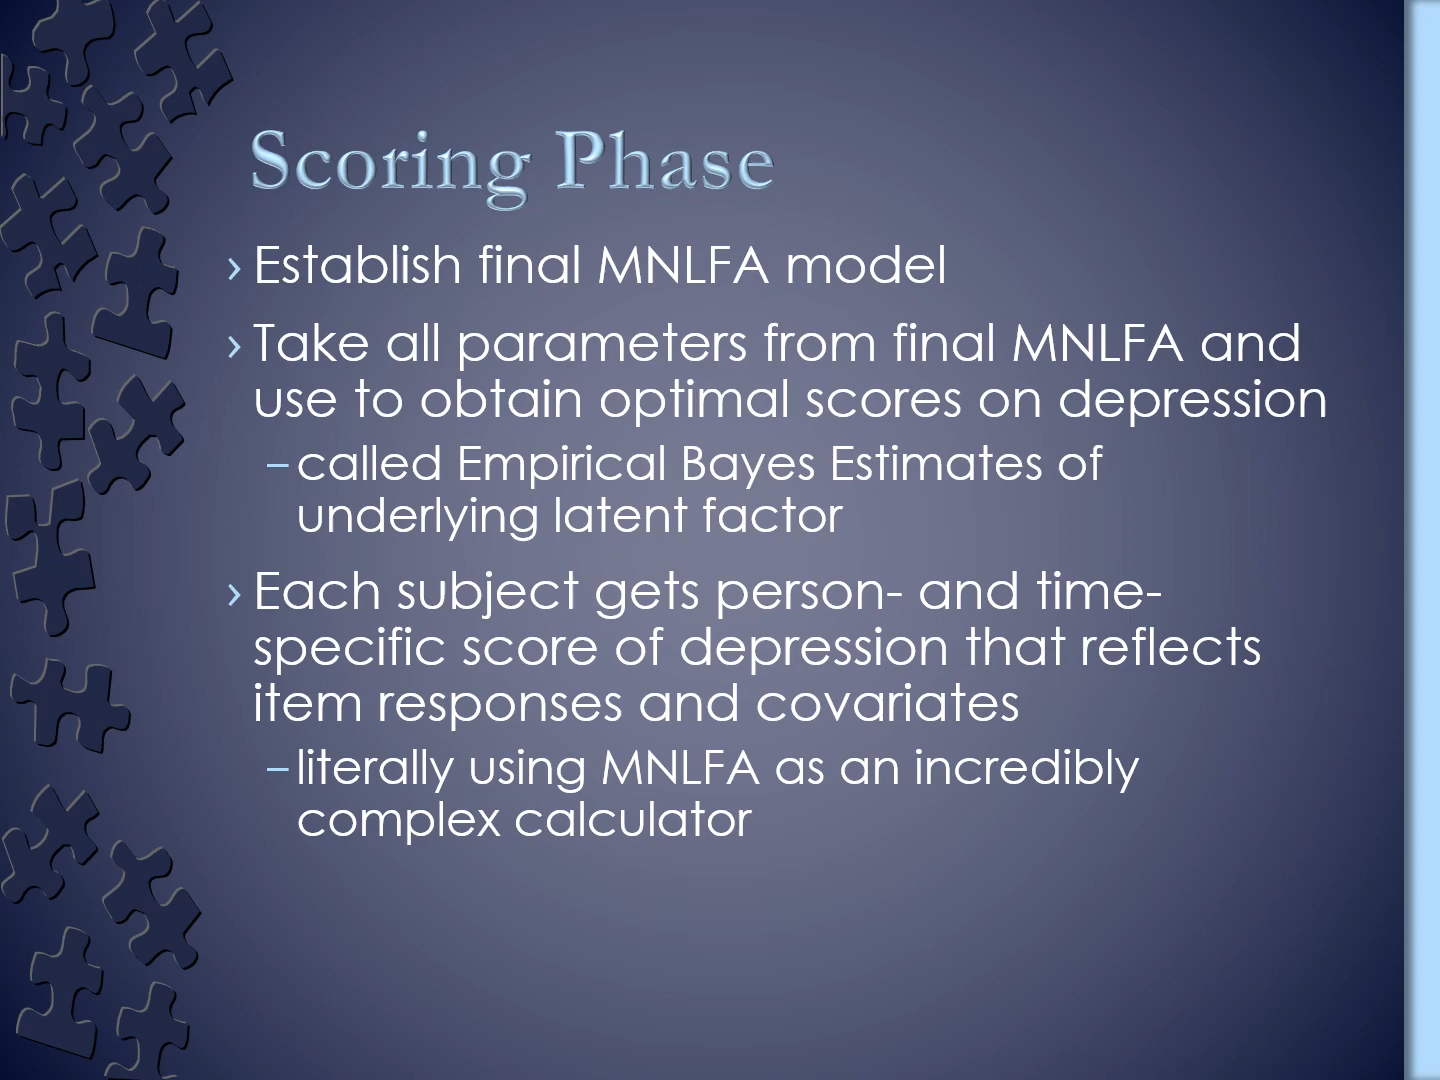 Scoring Phase
› Establish final MNLFA model
› Take all parameters from final MNLFA and
use to obtain optimal scores on depression
– called Empirical Bayes Estimates of
underlying latent factor
› Each subject gets person- and time-
specific score of depression that reflects
item responses and covariates
– literally using MNLFA as an incredibly
complex calculator